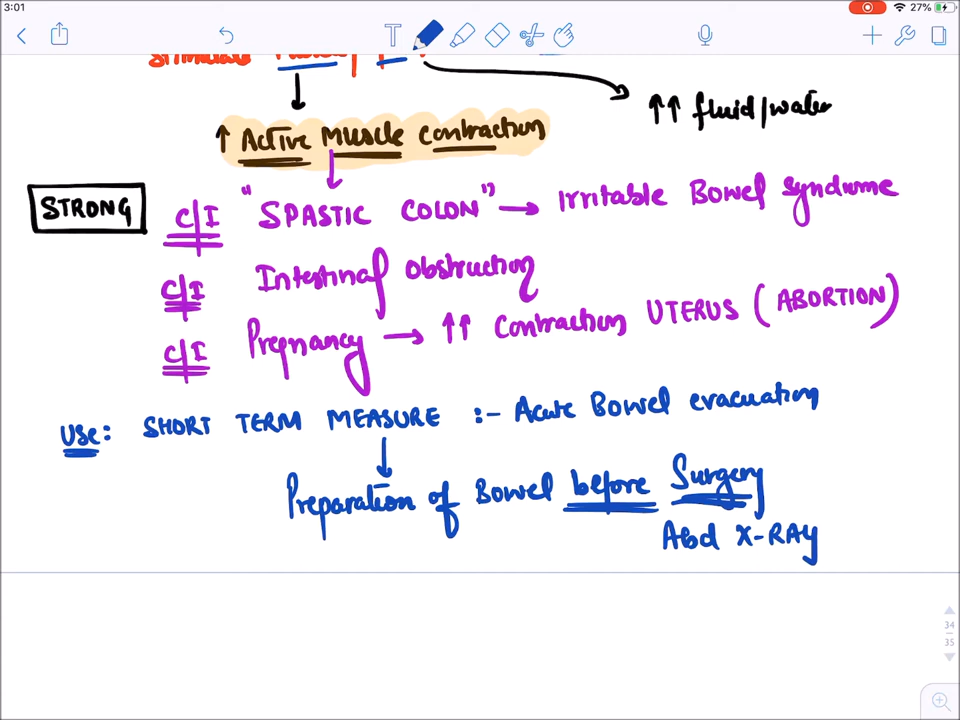 3:01
27%
T
↑↑ fluid/water
↑ Active Muscle contraction
STRONG
C/I "SPASTIC COLON" → Irritable Bowel Syndrome
C/I Intestinal Obstruction
C/I Pregnancy → ↑↑ Contraction UTERUS (ABORTION)
Use: SHORT TERM MEASURE :- Acute Bowel evacuation
Preparation of Bowel before Surgery
Abd X-RAY
34
35